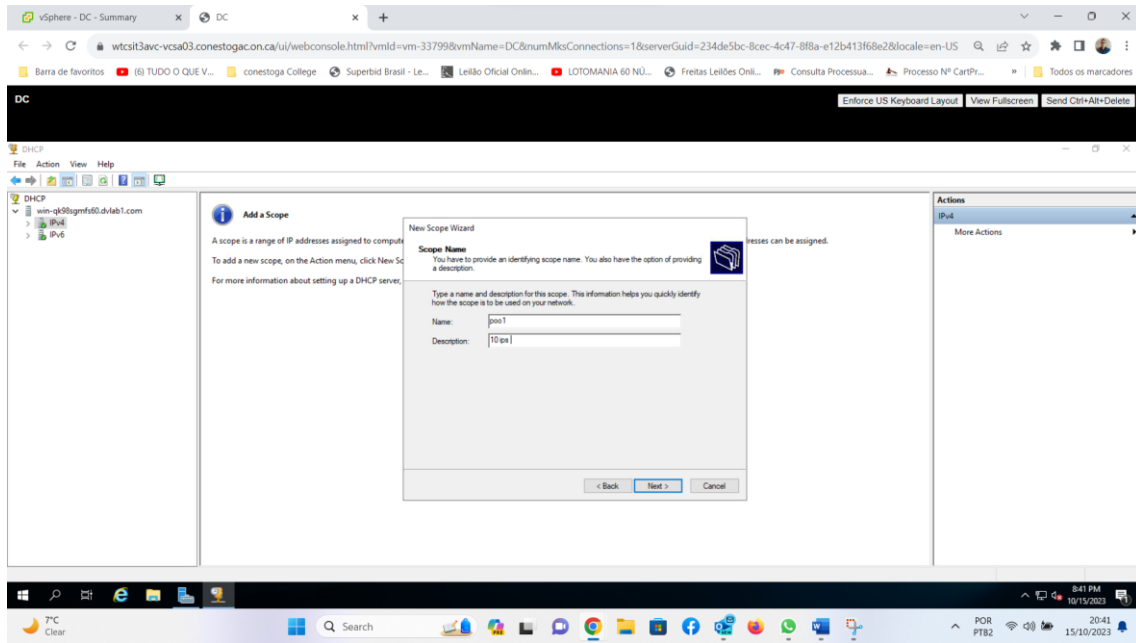 vSphere - DC - Summary
DC
wtcsit3avc-vcsa03.conestogac.on.ca/ui/webconsole.html?vmId=vm-33799&vmName=DC&numMksConnections=1&serverGuid=234de5bc-8cec-4c47-8f8a-e12b413f68e2&locale=en-US
Barra de favoritos
(6) TUDO O QUE V...
conestoga College
Superbid Brasil - Le...
Leilão Oficial Onlin...
LOTOMANIA 60 NÚ...
Freitas Leilões Onli...
Consulta Processua...
Processo Nº CartPr...
»
Todos os marcadores
DC
Enforce US Keyboard Layout
View Fullscreen
Send Ctrl+Alt+Delete
DHCP
File Action View Help
DHCP
win-qk98sgmfs60.dvlab1.com
IPv4
IPv6
Add a Scope
A scope is a range of IP addresses assigned to compute
resses can be assigned.
To add a new scope, on the Action menu, click New Sc
For more information about setting up a DHCP server,
New Scope Wizard
Scope Name
You have to provide an identifying scope name. You also have the option of providing
a description.
Type a name and description for this scope. This information helps you quickly identify
how the scope is to be used on your network.
Name: poo1
Description: 10 ips
< Back
Next >
Cancel
Actions
IPv4
More Actions
8:41 PM
10/15/2023
7°C
Clear
Search
POR
PTB2
20:41
15/10/2023